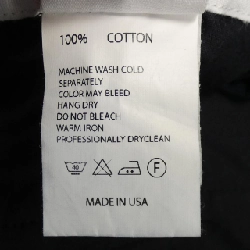 100% COTTON
MACHINE WASH COLD
SEPARATELY
COLOR MAY BLEED
HANG DRY
DO NOT BLEACH
WARM IRON
PROFESSIONALLY DRYCLEAN
40 F
MADE IN USA